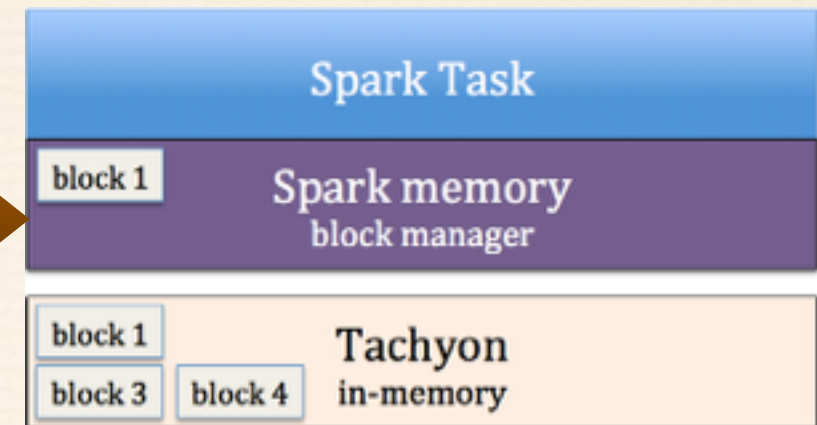 Spark Task
block 1
Spark memory
block manager
block 1
Tachyon
block 3 block 4 in-memory